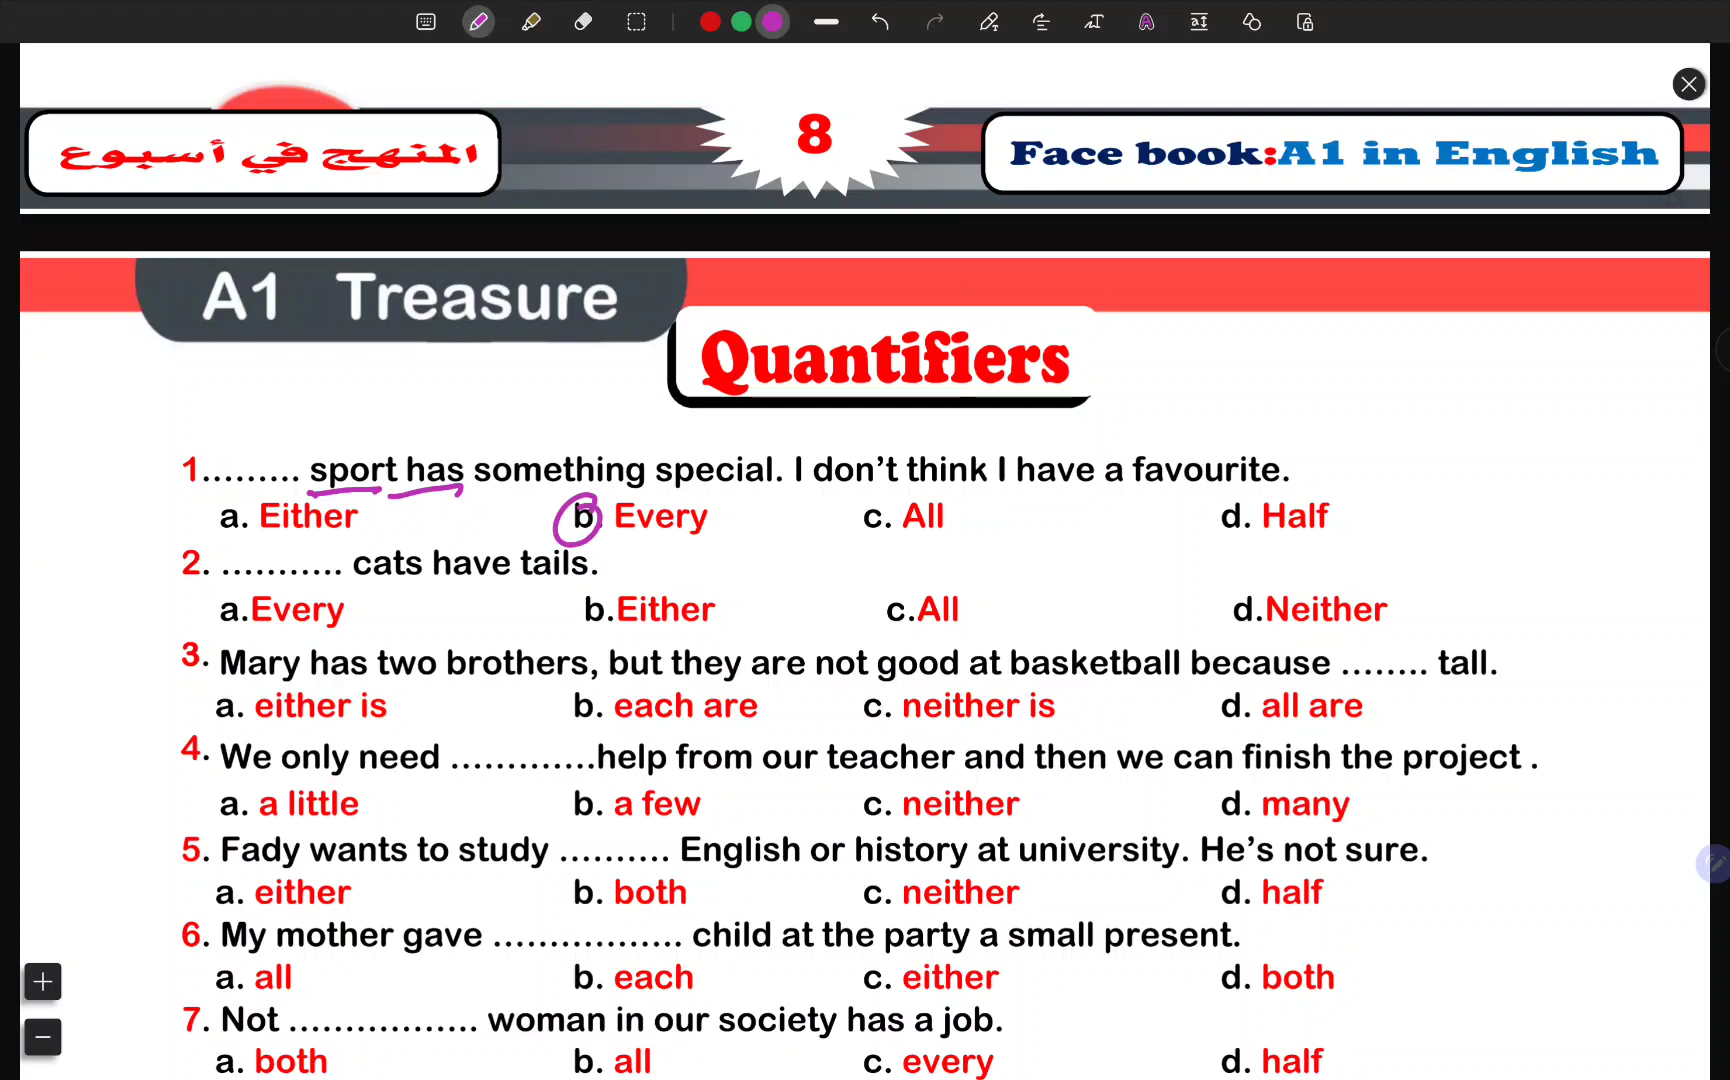 المنهج في أسبوع
8
Face book:A1 in English
A1 Treasure
Quantifiers
1......... sport has something special. I don’t think I have a favourite.
a. Either b. Every c. All d. Half
2. ........... cats have tails.
a.Every b.Either c.All d.Neither
3. Mary has two brothers, but they are not good at basketball because ........ tall.
a. either is b. each are c. neither is d. all are
4. We only need .............help from our teacher and then we can finish the project .
a. a little b. a few c. neither d. many
5. Fady wants to study .......... English or history at university. He’s not sure.
a. either b. both c. neither d. half
6. My mother gave ................. child at the party a small present.
a. all b. each c. either d. both
7. Not ................. woman in our society has a job.
a. both b. all c. every d. half